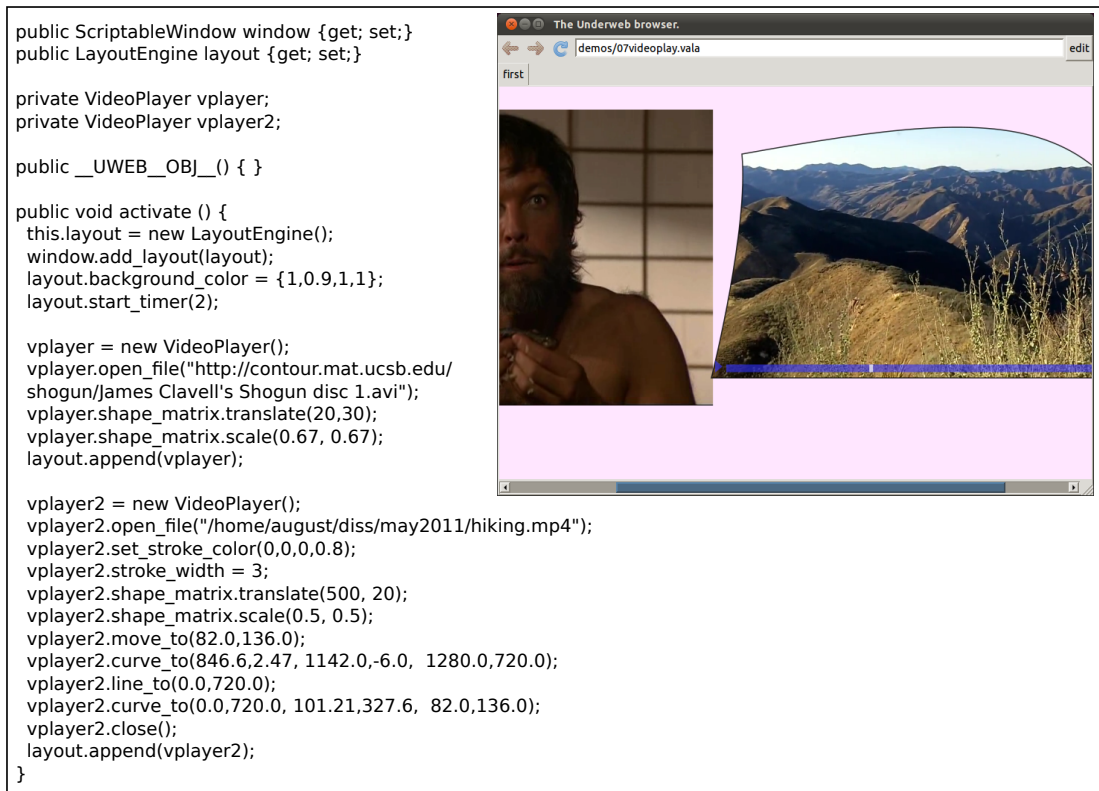 public ScriptableWindow window {get; set;}
public LayoutEngine layout {get; set;}
private VideoPlayer vplayer;
private VideoPlayer vplayer2;
public __UWEB__OBJ__() { }
public void activate () {
this.layout = new LayoutEngine();
window.add_layout(layout);
layout.background_color = {1,0.9,1,1};
layout.start_timer(2);
vplayer = new VideoPlayer();
vplayer.open_file("http://contour.mat.ucsb.edu/
shogun/James Clavell's Shogun disc 1.avi");
vplayer.shape_matrix.translate(20,30);
vplayer.shape_matrix.scale(0.67, 0.67);
layout.append(vplayer);
vplayer2 = new VideoPlayer();
vplayer2.open_file("/home/august/diss/may2011/hiking.mp4");
vplayer2.set_stroke_color(0,0,0,0.8);
vplayer2.stroke_width = 3;
vplayer2.shape_matrix.translate(500, 20);
vplayer2.shape_matrix.scale(0.5, 0.5);
vplayer2.move_to(82.0,136.0);
vplayer2.curve_to(846.6,2.47, 1142.0,-6.0,  1280.0,720.0);
vplayer2.line_to(0.0,720.0);
vplayer2.curve_to(0.0,720.0, 101.21,327.6,  82.0,136.0);
vplayer2.close();
layout.append(vplayer2);
}
The Underweb browser.
demos/07videoplay.vala
edit
first